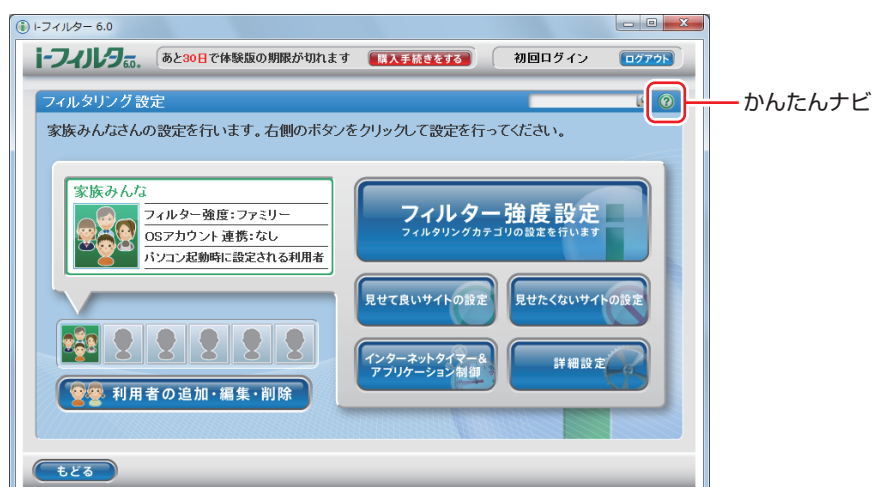 i-フィルター 6.0
i-フィルター6.0. あと30日で体験版の期限が切れます 購入手続きをする 初回ログイン ログアウト
フィルタリング設定
かんたんナビ
家族みんなさんの設定を行います。右側のボタンをクリックして設定を行ってください。
家族みんな
フィルター強度:ファミリー
OSアカウント連携:なし
パソコン起動時に設定される利用者
フィルター強度設定
フィルタリングカテゴリの設定を行います
見せて良いサイトの設定
見せたくないサイトの設定
インターネットタイマー&
アプリケーション制御
詳細設定
利用者の追加・編集・削除
もどる